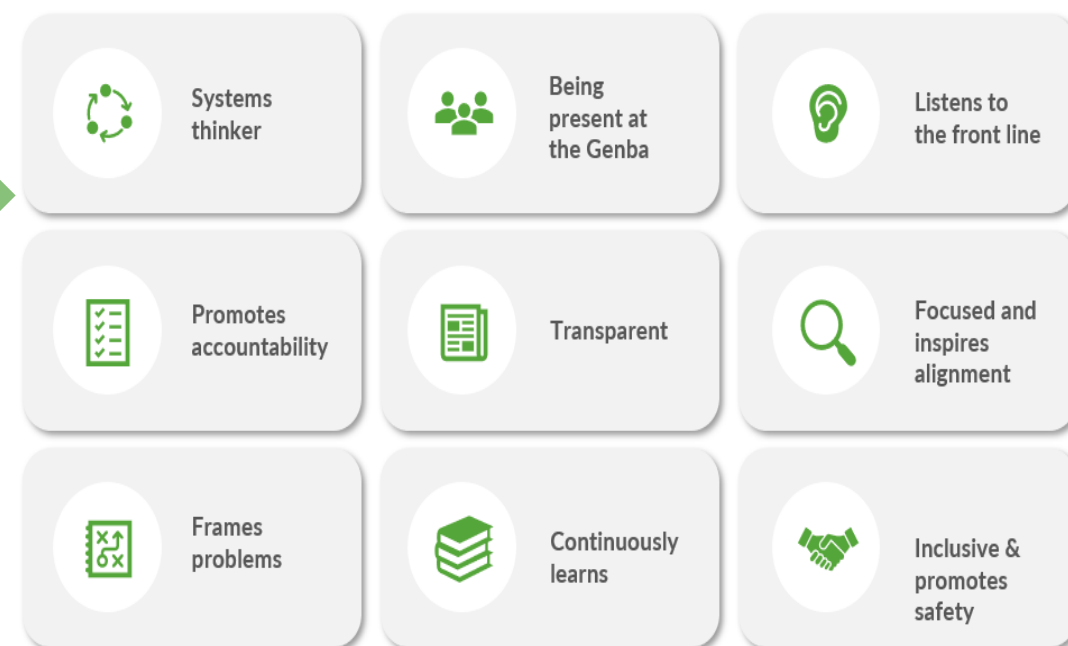 Systems
thinker
Being
present at
the Genba
Listens to
the front line
Promotes
accountability
Transparent
Focused and
inspires
alignment
Frames
problems
Continuously
learns
Inclusive &
promotes
safety